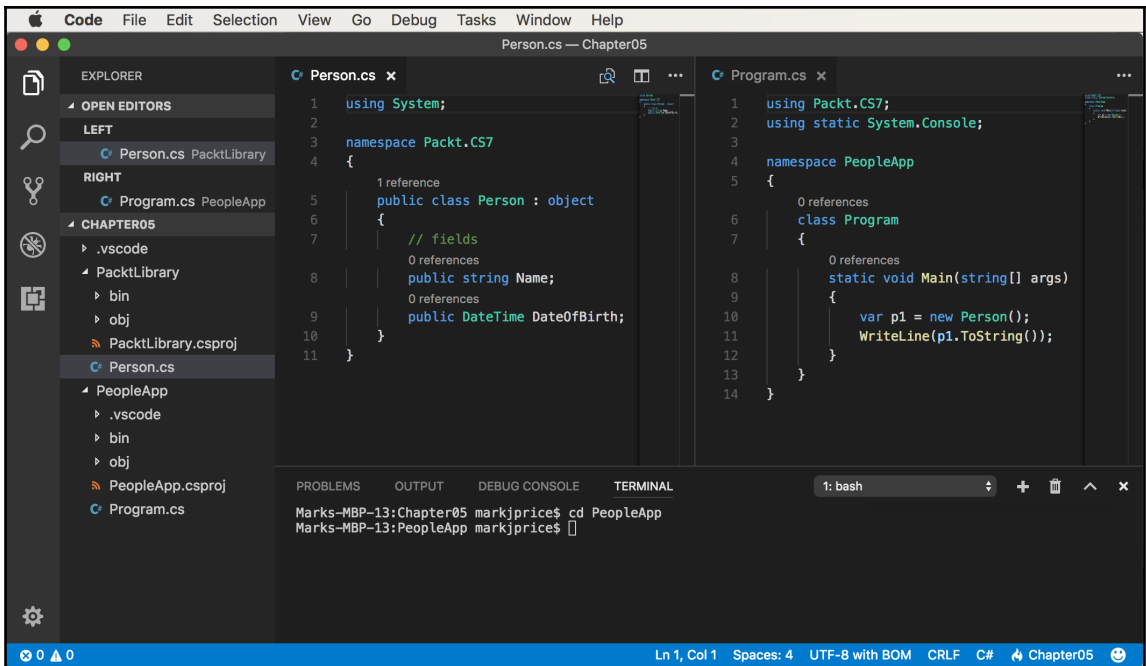 Code File Edit Selection View Go Debug Tasks Window Help
Person.cs — Chapter05
EXPLORER
OPEN EDITORS
LEFT
C# Person.cs PacktLibrary
RIGHT
C# Program.cs PeopleApp
CHAPTER05
.vscode
PacktLibrary
bin
obj
PacktLibrary.csproj
C# Person.cs
PeopleApp
.vscode
bin
obj
PeopleApp.csproj
C# Program.cs
C# Person.cs
1 using System;
2
3 namespace Packt.CS7
4 {
1 reference
5 public class Person : object
6 {
7 // fields
0 references
8 public string Name;
0 references
9 public DateTime DateOfBirth;
10 }
11 }
C# Program.cs
1 using Packt.CS7;
2 using static System.Console;
3
4 namespace PeopleApp
5 {
0 references
6 class Program
7 {
0 references
8 static void Main(string[] args)
9 {
10 var p1 = new Person();
11 WriteLine(p1.ToString());
12 }
13 }
14 }
PROBLEMS OUTPUT DEBUG CONSOLE TERMINAL 1: bash
Marks-MBP-13:Chapter05 markjprice$ cd PeopleApp
Marks-MBP-13:PeopleApp markjprice$
0 0 Ln 1, Col 1 Spaces: 4 UTF-8 with BOM CRLF C# Chapter05